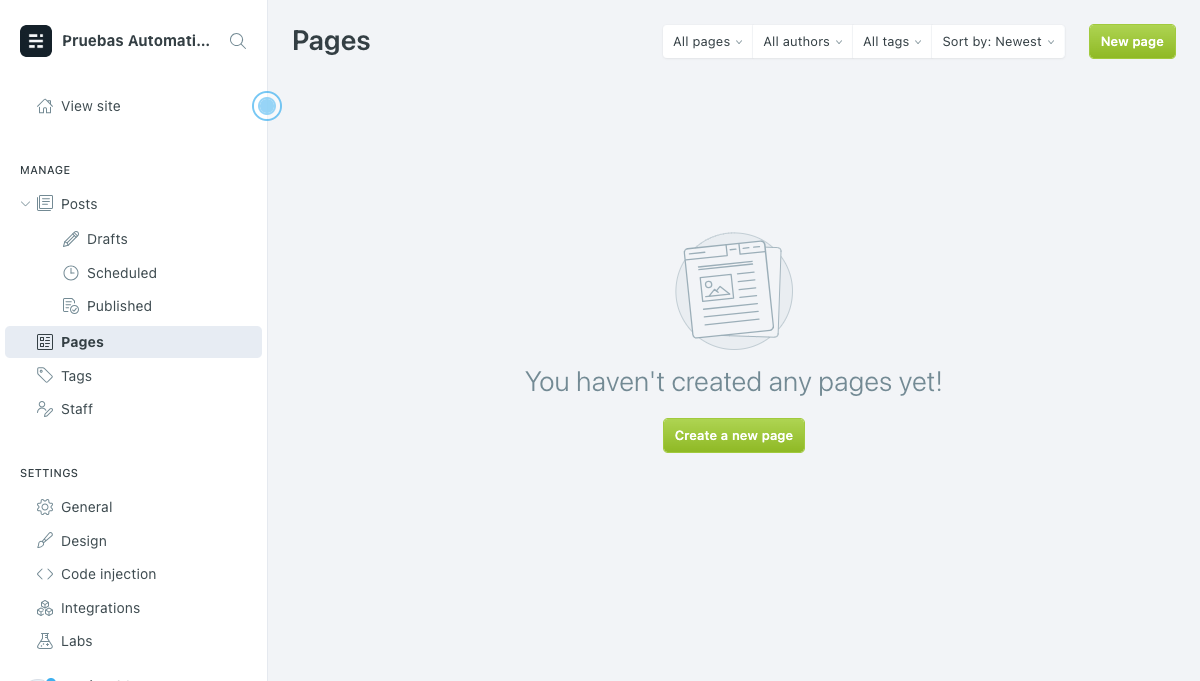 Pruebas Automati...
View site
MANAGE
Posts
Drafts
Scheduled
Published
Pages
Tags
Staff
SETTINGS
General
Design
Code injection
Integrations
Labs
Pages
All pages
All authors
All tags
Sort by: Newest
New page
You haven't created any pages yet!
Create a new page